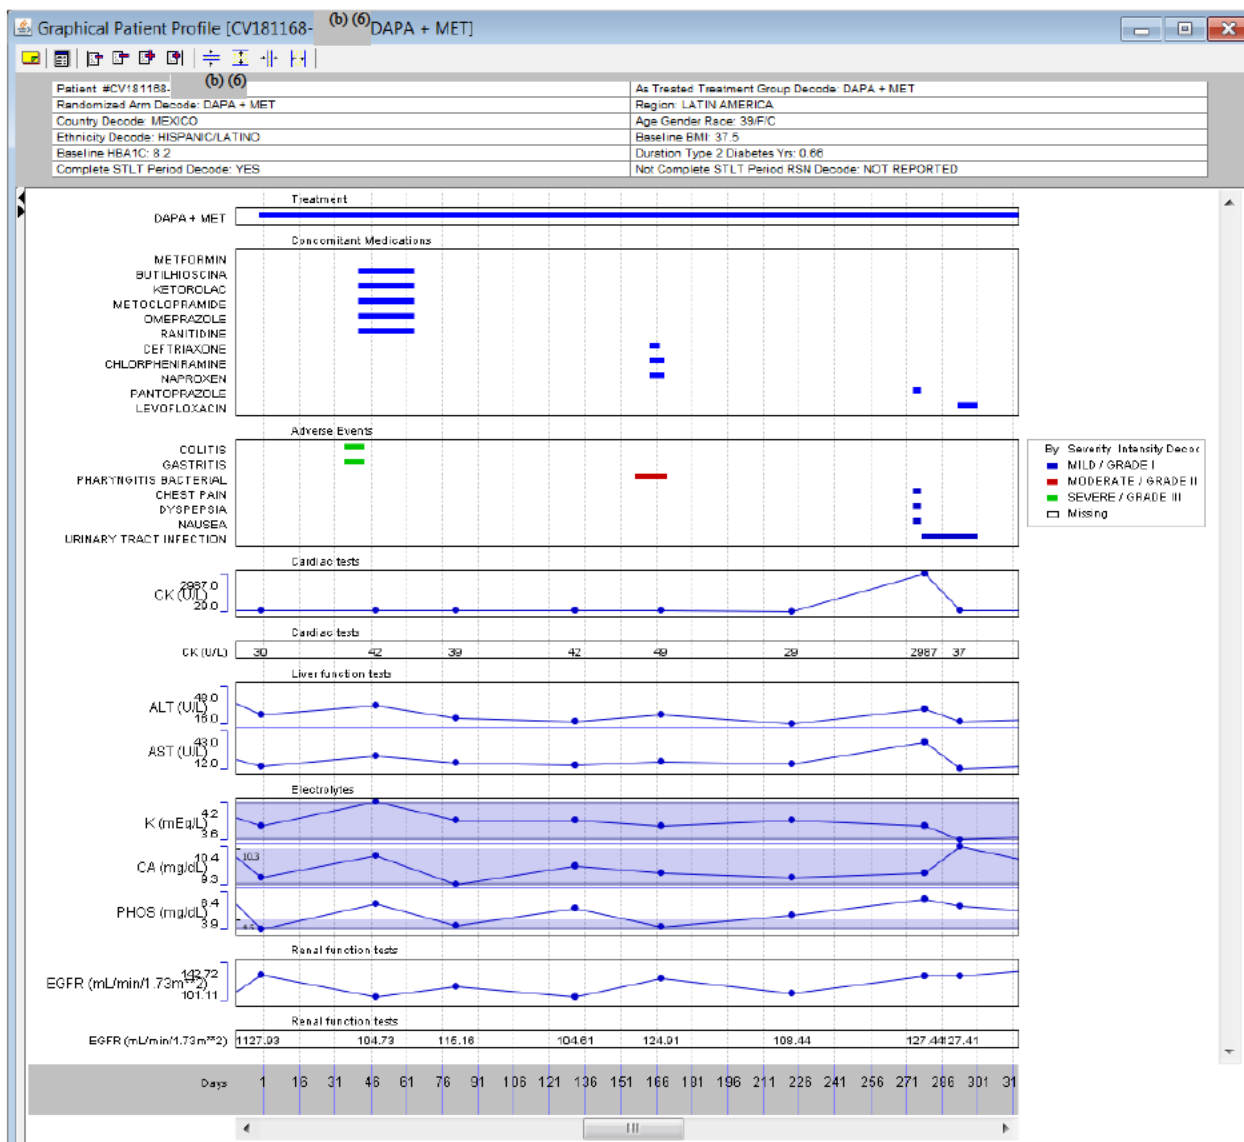 Graphical Patient Profile [CV181168- (b) (6) DAPA + MET]
(b) (6)
Patient #CV181168-
As Treated Treatment Group Decode: DAPA + MET
Randomized Arm Decode: DAPA + MET
Region: LATIN AMERICA
Country Decode: MEXICO
Age Gender Race: 39/F/C
Ethnicity Decode: HISPANIC/LATINO
Baseline BMI: 37.5
Baseline HBA1C: 8.2
Duration Type 2 Diabetes Yrs: 0.66
Complete STLT Period Decode: YES
Not Complete STLT Period RSN Decode: NOT REPORTED
Treatment
DAPA + MET
Concomitant Medications
METFORMIN
BUTILHIOSCINA
KETOROLAC
METOCLOPRAMIDE
OMEPRAZOLE
RANITIDINE
CEFTRIAXONE
CHLORPHENIRAMINE
NAPROXEN
PANTOPRAZOLE
LEVOFLOXACIN
Adverse Events
COLITIS
GASTRITIS
PHARYNGITIS BACTERIAL
CHEST PAIN
DYSPEPSIA
NAUSEA
URINARY TRACT INFECTION
By Severity Intensity Decor
MILD / GRADE I
MODERATE / GRADE II
SEVERE / GRADE III
Missing
Cardiac tests
2987.0
CK (U/L)
29.0
Cardiac tests
CK (U/L) 30 42 39 42 49 29 2987 37
Liver function tests
49.0
ALT (U/L)
16.0
43.0
AST (U/L)
12.0
Electrolytes
4.2
K (mEq/L)
3.6
10.4 10.3
CA (mg/dL)
9.3
PHOS (mg/dL)
3.9 4.5
Renal function tests
142.72
EGFR (mL/min/1.73m**2)
101.11
Renal function tests
EGFR (mL/min/1.73m**2) 1127.93 104.73 115.16 104.61 124.91 108.44 127.44 127.41
Days 1 16 31 46 61 76 91 106 121 136 151 166 181 196 211 226 241 256 271 286 301 31